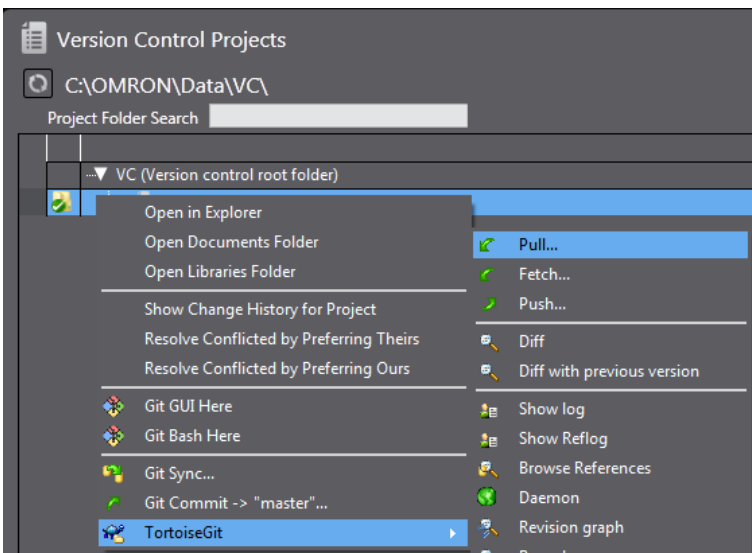 Version Control Projects
C:\OMRON\Data\VC\
Project Folder Search
VC (Version control root folder)
Open in Explorer
Open Documents Folder
Open Libraries Folder
Show Change History for Project
Resolve Conflicted by Preferring Theirs
Resolve Conflicted by Preferring Ours
Git GUI Here
Git Bash Here
Git Sync...
Git Commit -> "master"...
TortoiseGit
Pull...
Fetch...
Push...
Diff
Diff with previous version
Show log
Show Reflog
Browse References
Daemon
Revision graph